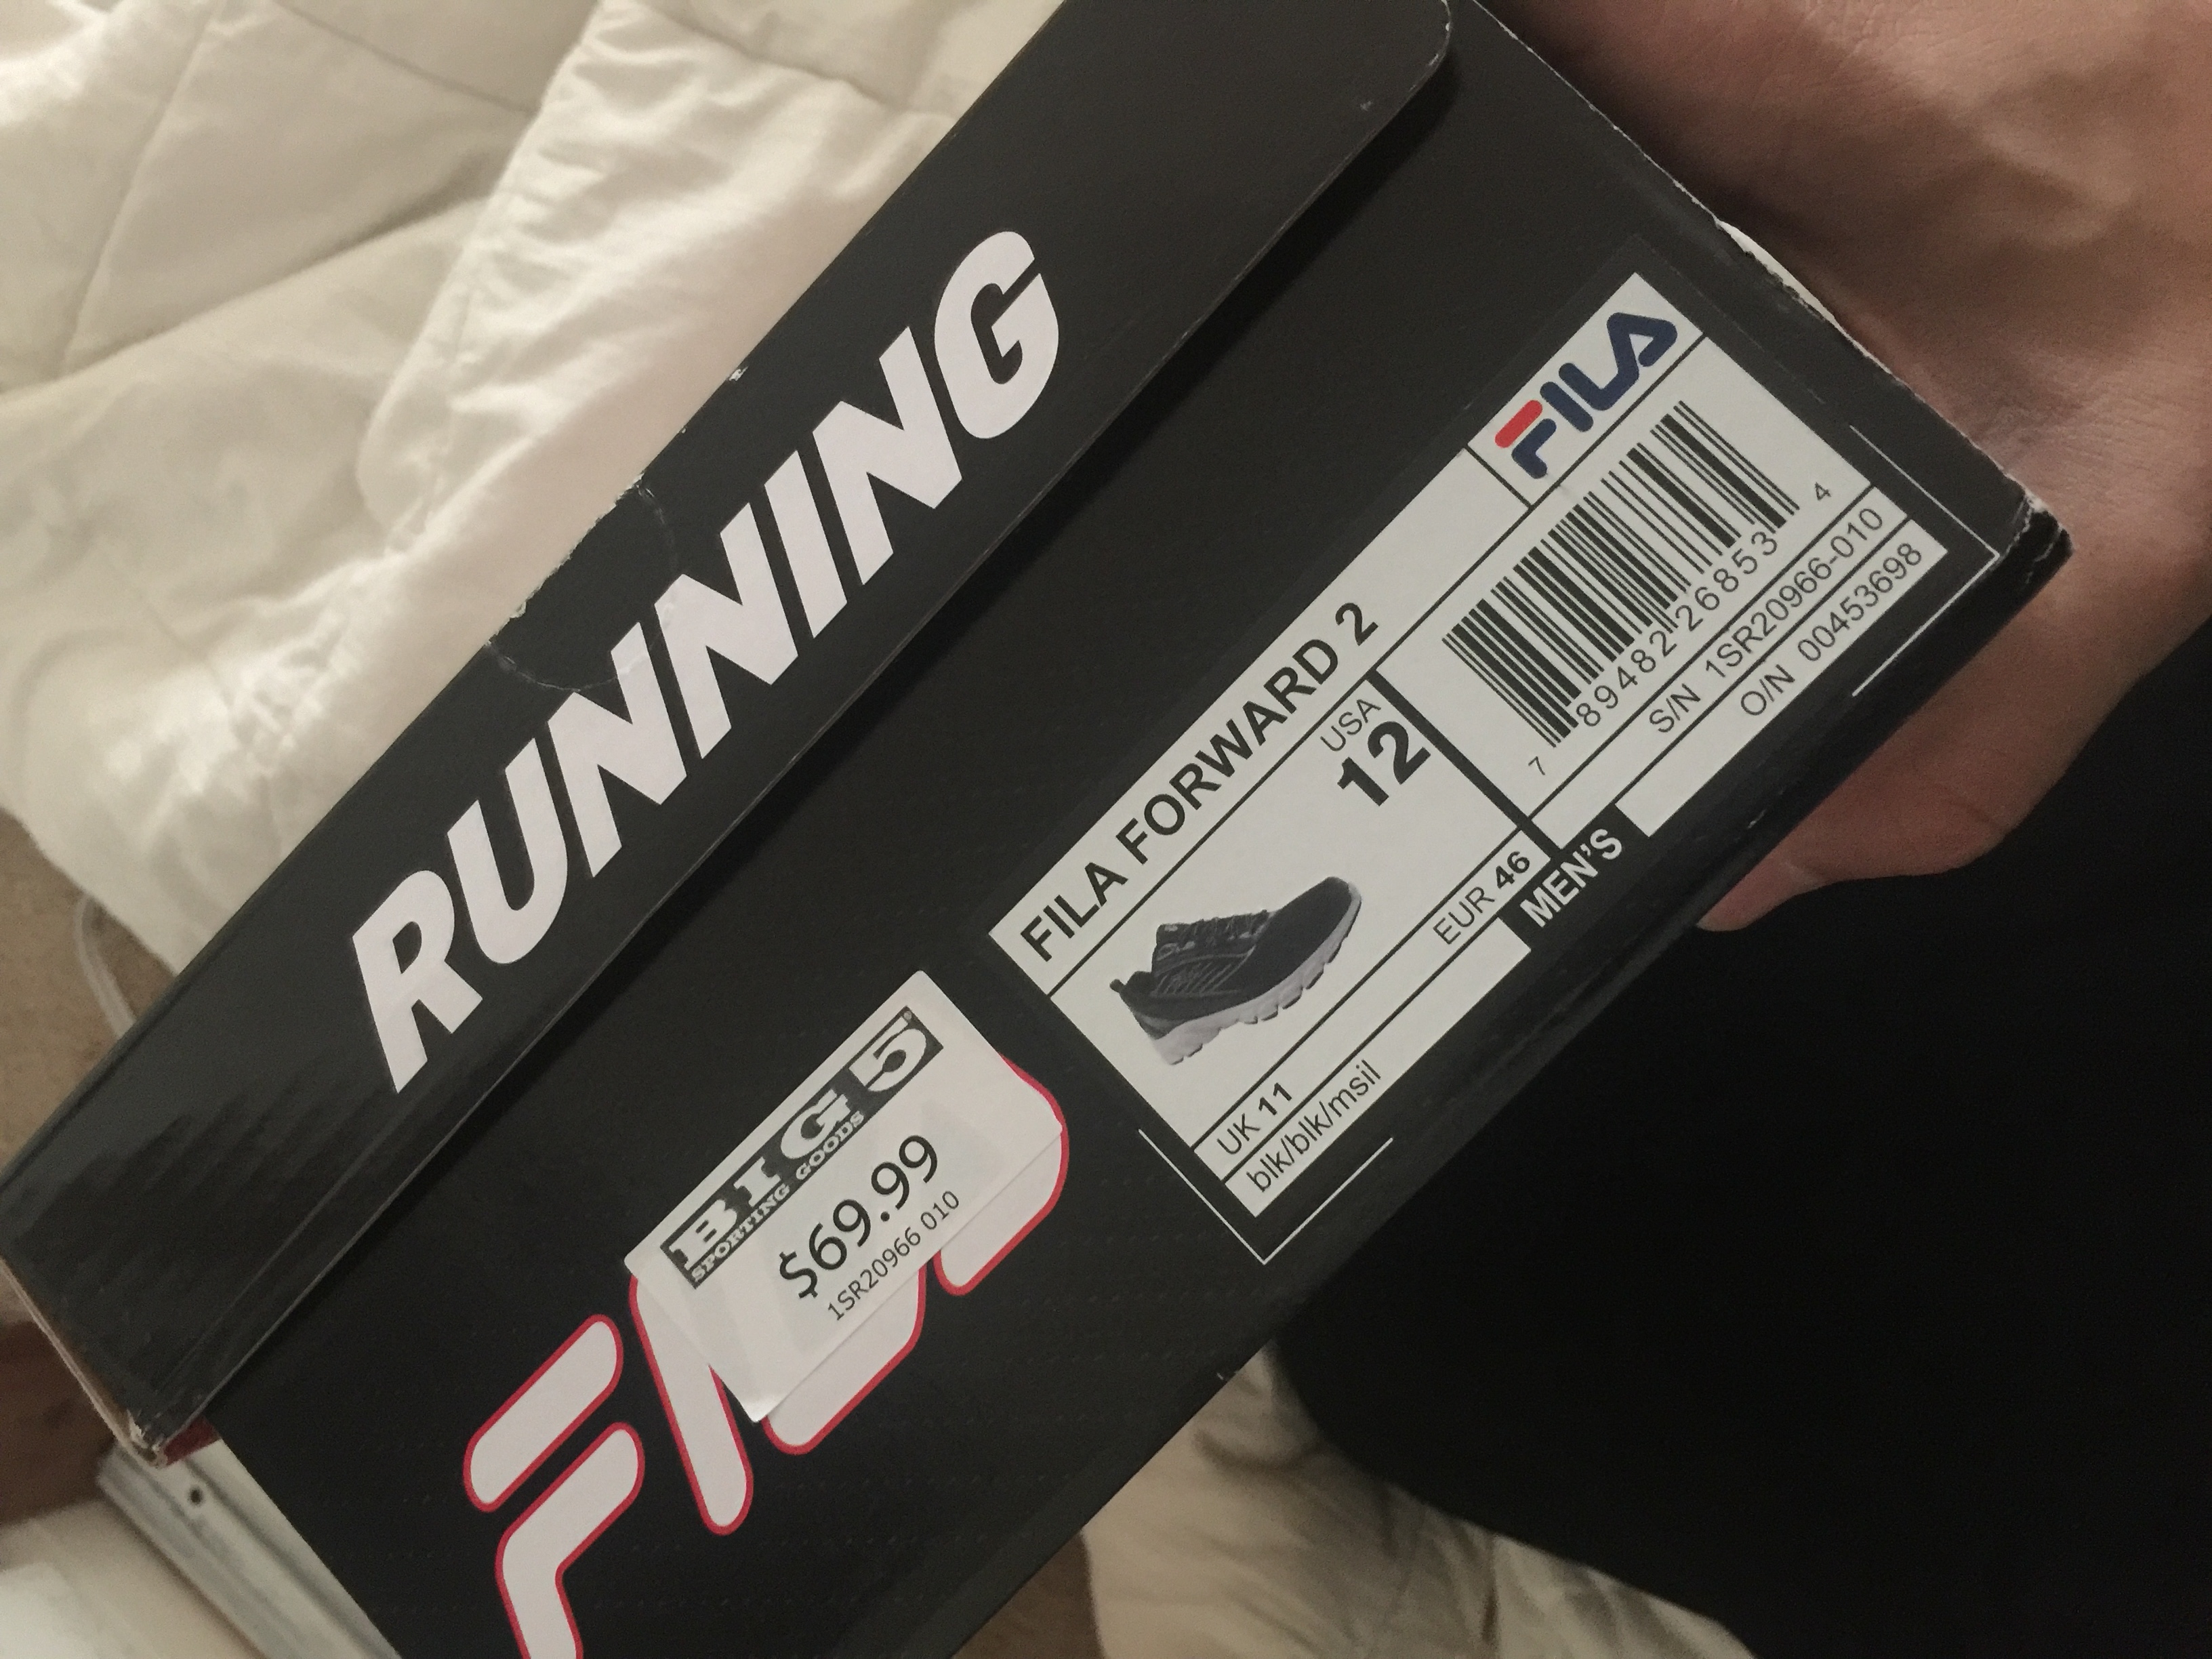 RUNNING
FILA
FILA FORWARD 2
USA
12
7 89482 26853 4
S/N 1SR20966-010
O/N 00453698
UK 11
EUR 46
MEN'S
blk/blk/msil
BIG 5®
SPORTING GOODS
$69.99
1SR20966 010
FILA